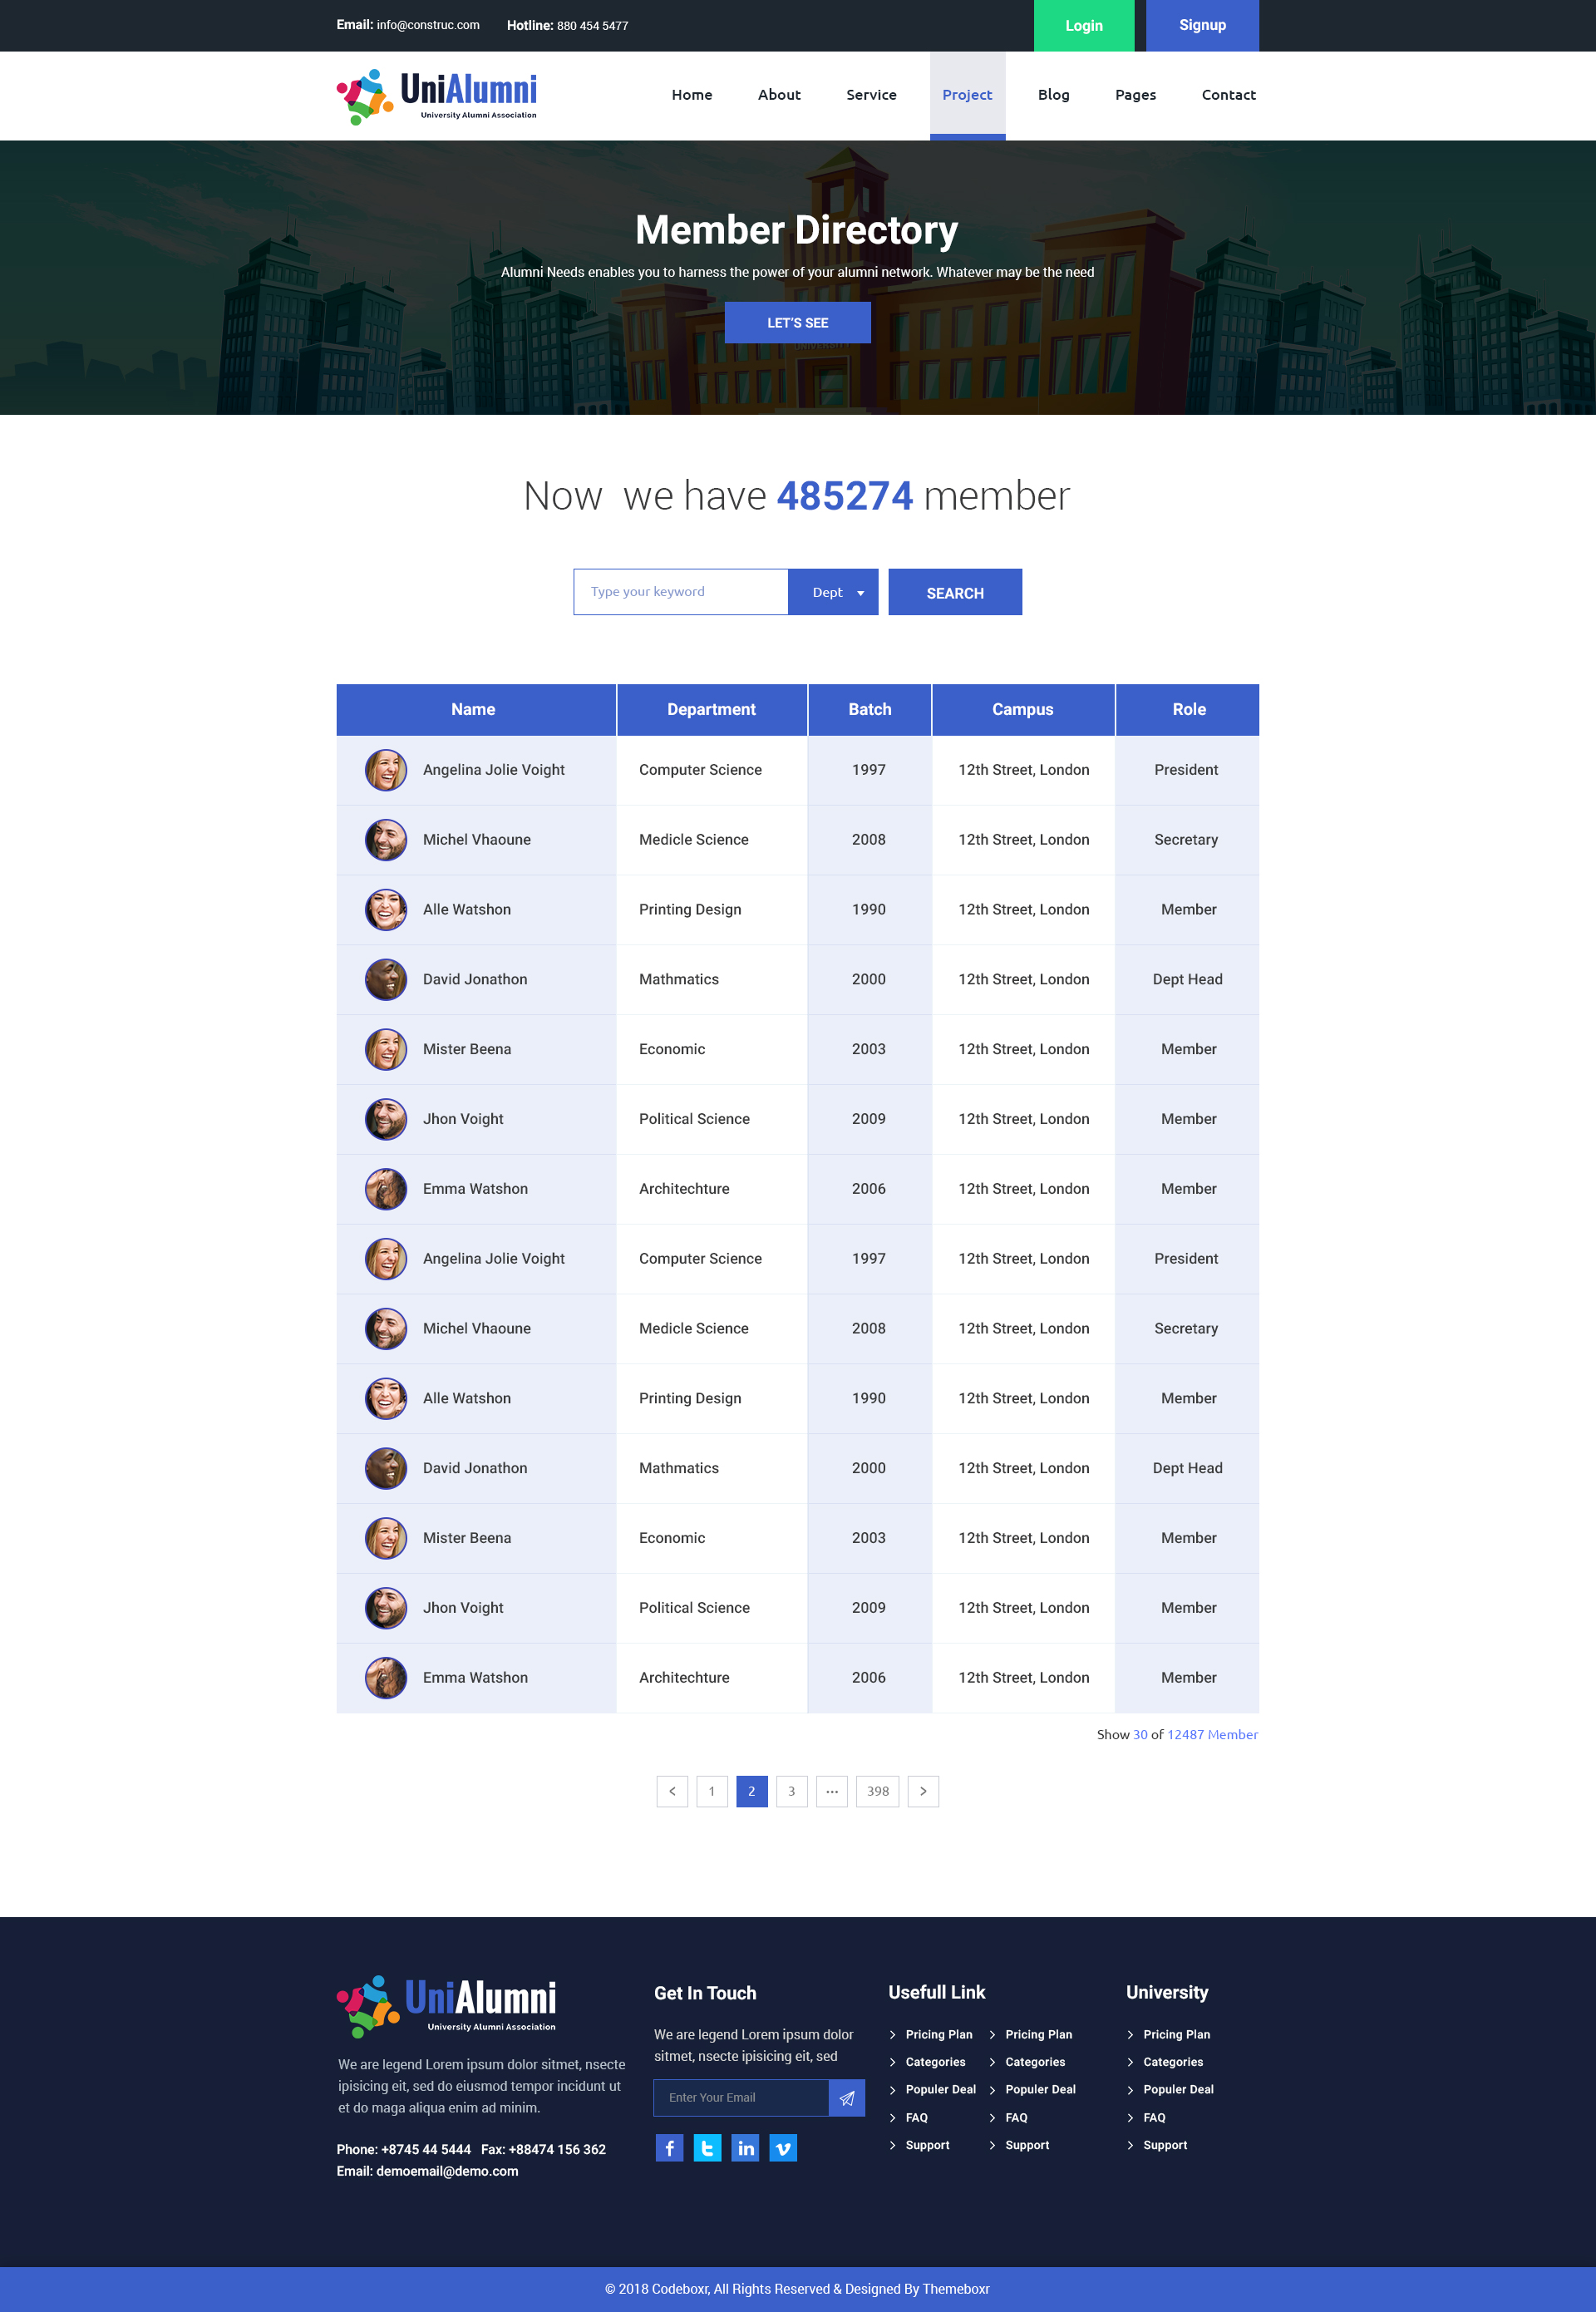 Email: info@construc.com Hotline: 880 454 5477 Login Signup
UniAlumni
University Alumni Association
Home About Service Project Blog Pages Contact
Member Directory
Alumni Needs enables you to harness the power of your alumni network. Whatever may be the need
LET'S SEE
UNIVERSITY
Now we have 485274 member
Type your keyword Dept SEARCH
Name Department Batch Campus Role
Angelina Jolie Voight Computer Science 1997 12th Street, London President
Michel Vhaoune Medicle Science 2008 12th Street, London Secretary
Alle Watshon Printing Design 1990 12th Street, London Member
David Jonathon Mathmatics 2000 12th Street, London Dept Head
Mister Beena Economic 2003 12th Street, London Member
Jhon Voight Political Science 2009 12th Street, London Member
Emma Watshon Architechture 2006 12th Street, London Member
Angelina Jolie Voight Computer Science 1997 12th Street, London President
Michel Vhaoune Medicle Science 2008 12th Street, London Secretary
Alle Watshon Printing Design 1990 12th Street, London Member
David Jonathon Mathmatics 2000 12th Street, London Dept Head
Mister Beena Economic 2003 12th Street, London Member
Jhon Voight Political Science 2009 12th Street, London Member
Emma Watshon Architechture 2006 12th Street, London Member
Show 30 of 12487 Member
< 1 2 3 ... 398 >
UniAlumni
University Alumni Association
We are legend Lorem ipsum dolor sitmet, nsecte
ipisicing eit, sed do eiusmod tempor incidunt ut
et do maga aliqua enim ad minim.
Phone: +8745 44 5444 Fax: +88474 156 362
Email: demoemail@demo.com
Get In Touch
We are legend Lorem ipsum dolor
sitmet, nsecte ipisicing eit, sed
Enter Your Email
f t in v
Usefull Link
Pricing Plan Pricing Plan
Categories Categories
Populer Deal Populer Deal
FAQ FAQ
Support Support
University
Pricing Plan
Categories
Populer Deal
FAQ
Support
© 2018 Codeboxr, All Rights Reserved & Designed By Themeboxr